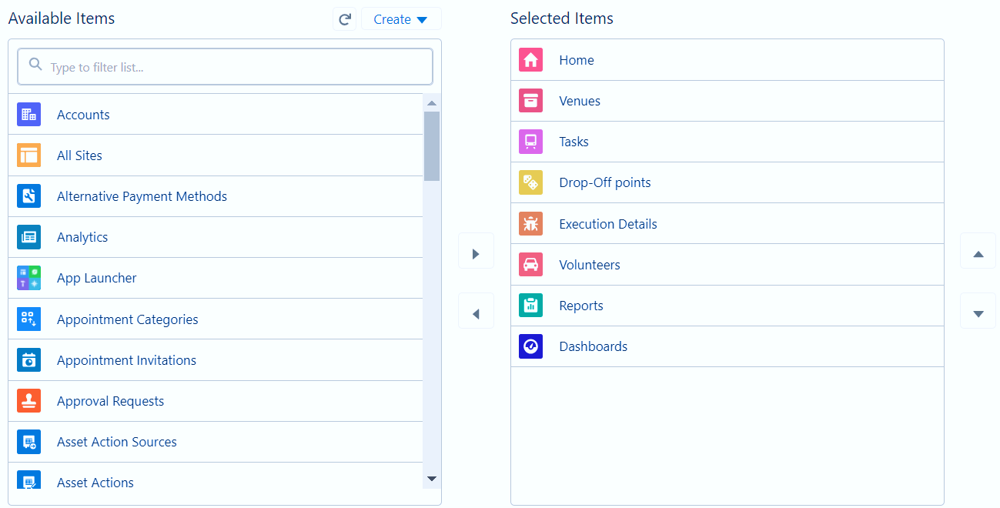 Available Items
Create
Type to filter list...
Accounts
All Sites
Alternative Payment Methods
Analytics
App Launcher
Appointment Categories
Appointment Invitations
Approval Requests
Asset Action Sources
Asset Actions
Selected Items
Home
Venues
Tasks
Drop-Off points
Execution Details
Volunteers
Reports
Dashboards